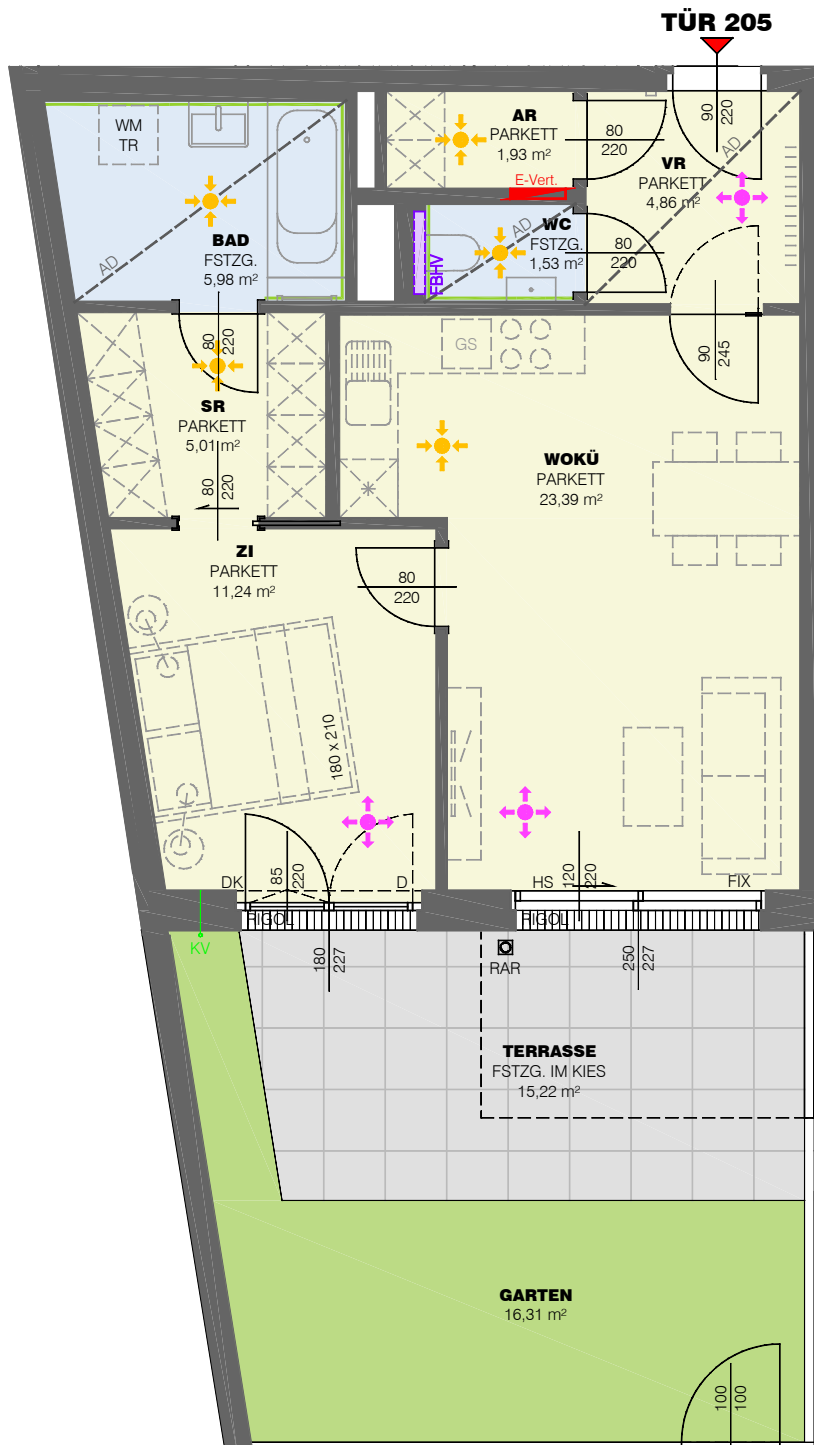 TÜR 205
WM
TR
AR
PARKETT
1,93 m²
80
220
90
220
AD
VR
PARKETT
4,86 m²
E-Vert.
BAD
FSTZG.
5,98 m²
AD
FBHV
AD
WC
FSTZG.
1,53 m²
80
220
80
220
GS
90
245
SR
PARKETT
5,01 m²
WOKÜ
PARKETT
23,39 m²
80
220
ZI
PARKETT
11,24 m²
80
220
180 x 210
DK
85
220
D
HS
120
220
FIX
RIGOL
RIGOL
KV
180
227
RAR
250
227
TERRASSE
FSTZG. IM KIES
15,22 m²
GARTEN
16,31 m²
100
100